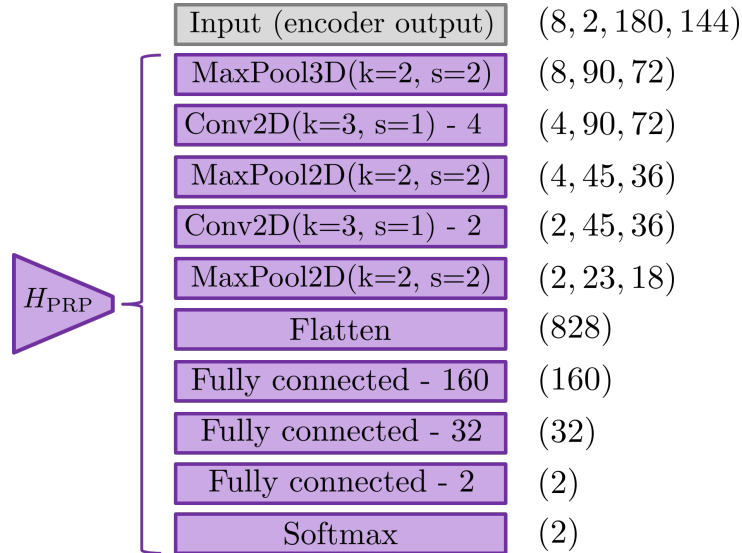 Input (encoder output) (8, 2, 180, 144)
MaxPool3D(k=2, s=2) (8, 90, 72)
Conv2D(k=3, s=1) - 4 (4, 90, 72)
MaxPool2D(k=2, s=2) (4, 45, 36)
Conv2D(k=3, s=1) - 2 (2, 45, 36)
MaxPool2D(k=2, s=2) (2, 23, 18)
H_PRP
Flatten (828)
Fully connected - 160 (160)
Fully connected - 32 (32)
Fully connected - 2 (2)
Softmax (2)